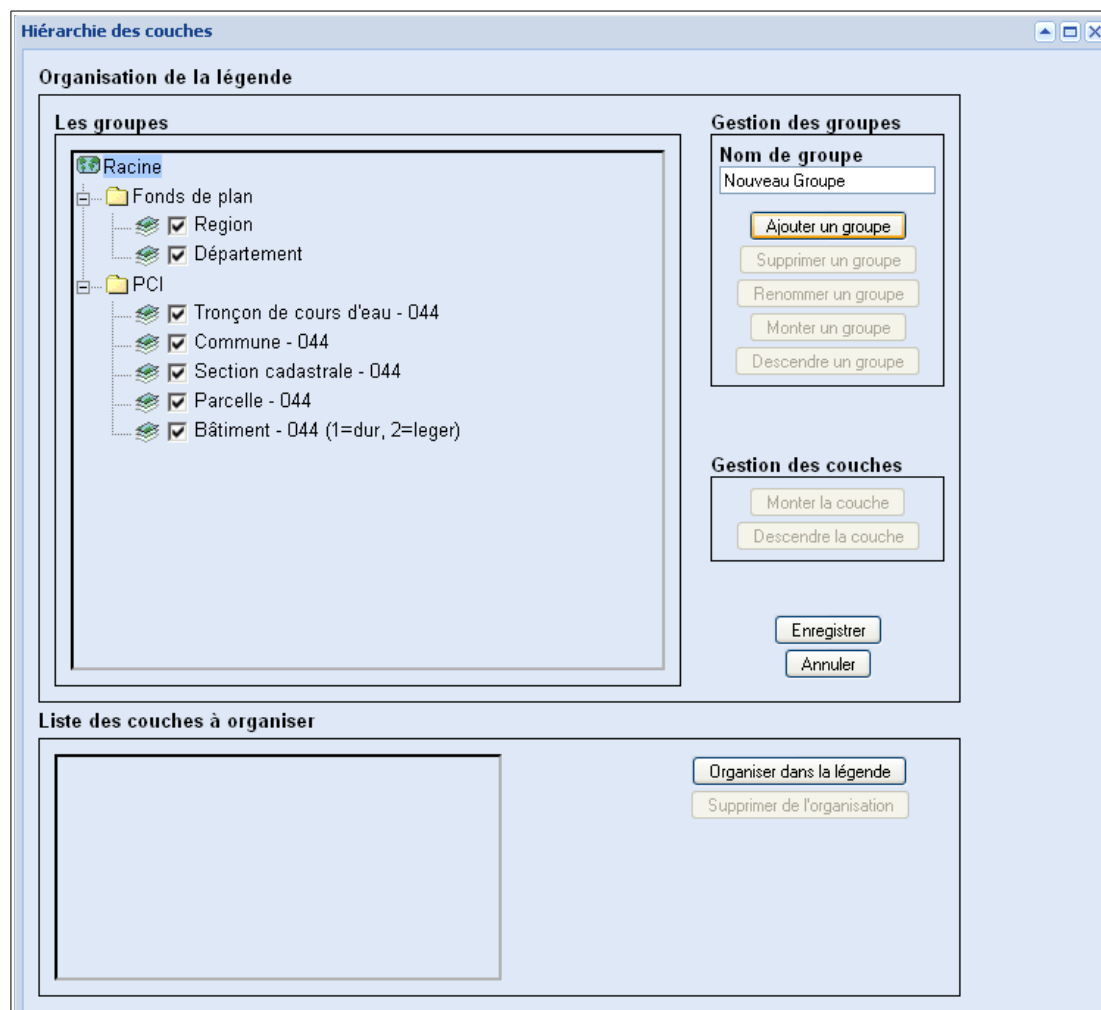 Hiérarchie des couches
Organisation de la légende
Les groupes
Racine
Fonds de plan
Region
Département
PCI
Tronçon de cours d'eau - 044
Commune - 044
Section cadastrale - 044
Parcelle - 044
Bâtiment - 044 (1=dur, 2=leger)
Gestion des groupes
Nom de groupe
Nouveau Groupe
Ajouter un groupe
Supprimer un groupe
Renommer un groupe
Monter un groupe
Descendre un groupe
Gestion des couches
Monter la couche
Descendre la couche
Enregistrer
Annuler
Liste des couches à organiser
Organiser dans la légende
Supprimer de l'organisation